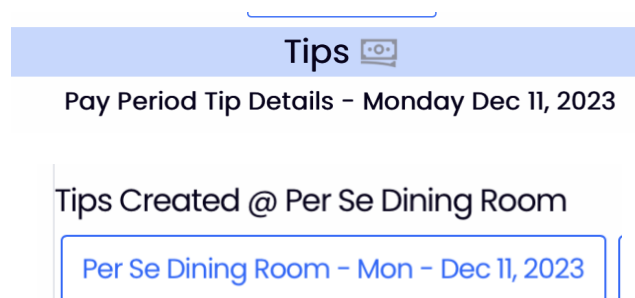 Tips
Pay Period Tip Details - Monday Dec 11, 2023
Tips Created @ Per Se Dining Room
Per Se Dining Room - Mon - Dec 11, 2023